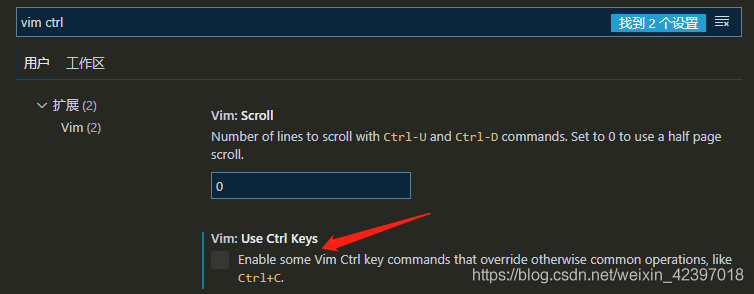 vim ctrl
找到 2 个设置
用户 工作区
扩展 (2)
Vim (2)
Vim: Scroll
Number of lines to scroll with Ctrl-U and Ctrl-D commands. Set to 0 to use a half page
scroll.
0
Vim: Use Ctrl Keys
Enable some Vim Ctrl key commands that override otherwise common operations, like
Ctrl+C.
https://blog.csdn.net/weixin_42397018